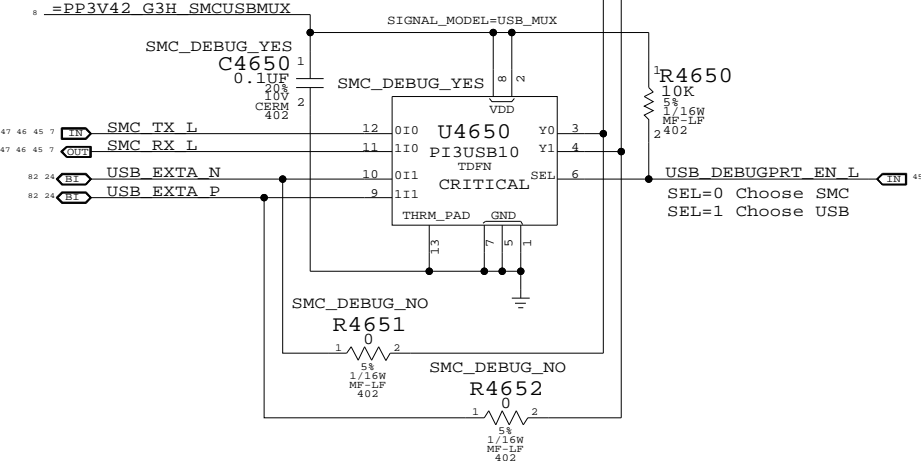 8 =PP3V42_G3H_SMCUSBMUX
SIGNAL_MODEL=USB_MUX
SMC_DEBUG_YES
C4650
0.1UF
20%
10V
CERM
402
1
2
SMC_DEBUG_YES
8
2
VDD
R4650
10K
5%
1/16W
MF-LF
402
1
2
47 46 45 7 IN SMC_TX_L 12 0I0
47 46 45 7 OUT SMC_RX_L 11 1I0
82 24 BI USB_EXTA_N 10 0I1
82 24 BI USB_EXTA_P 9 1I1
U4650
PI3USB10
TDFN
CRITICAL
Y0 3
Y1 4
SEL 6
USB_DEBUGPRT_EN_L IN
SEL=0 Choose SMC
SEL=1 Choose USB
THRM_PAD GND
13
7
5
1
SMC_DEBUG_NO
R4651
0
1 2
5%
1/16W
MF-LF
402
SMC_DEBUG_NO
R4652
0
1 2
5%
1/16W
MF-LF
402